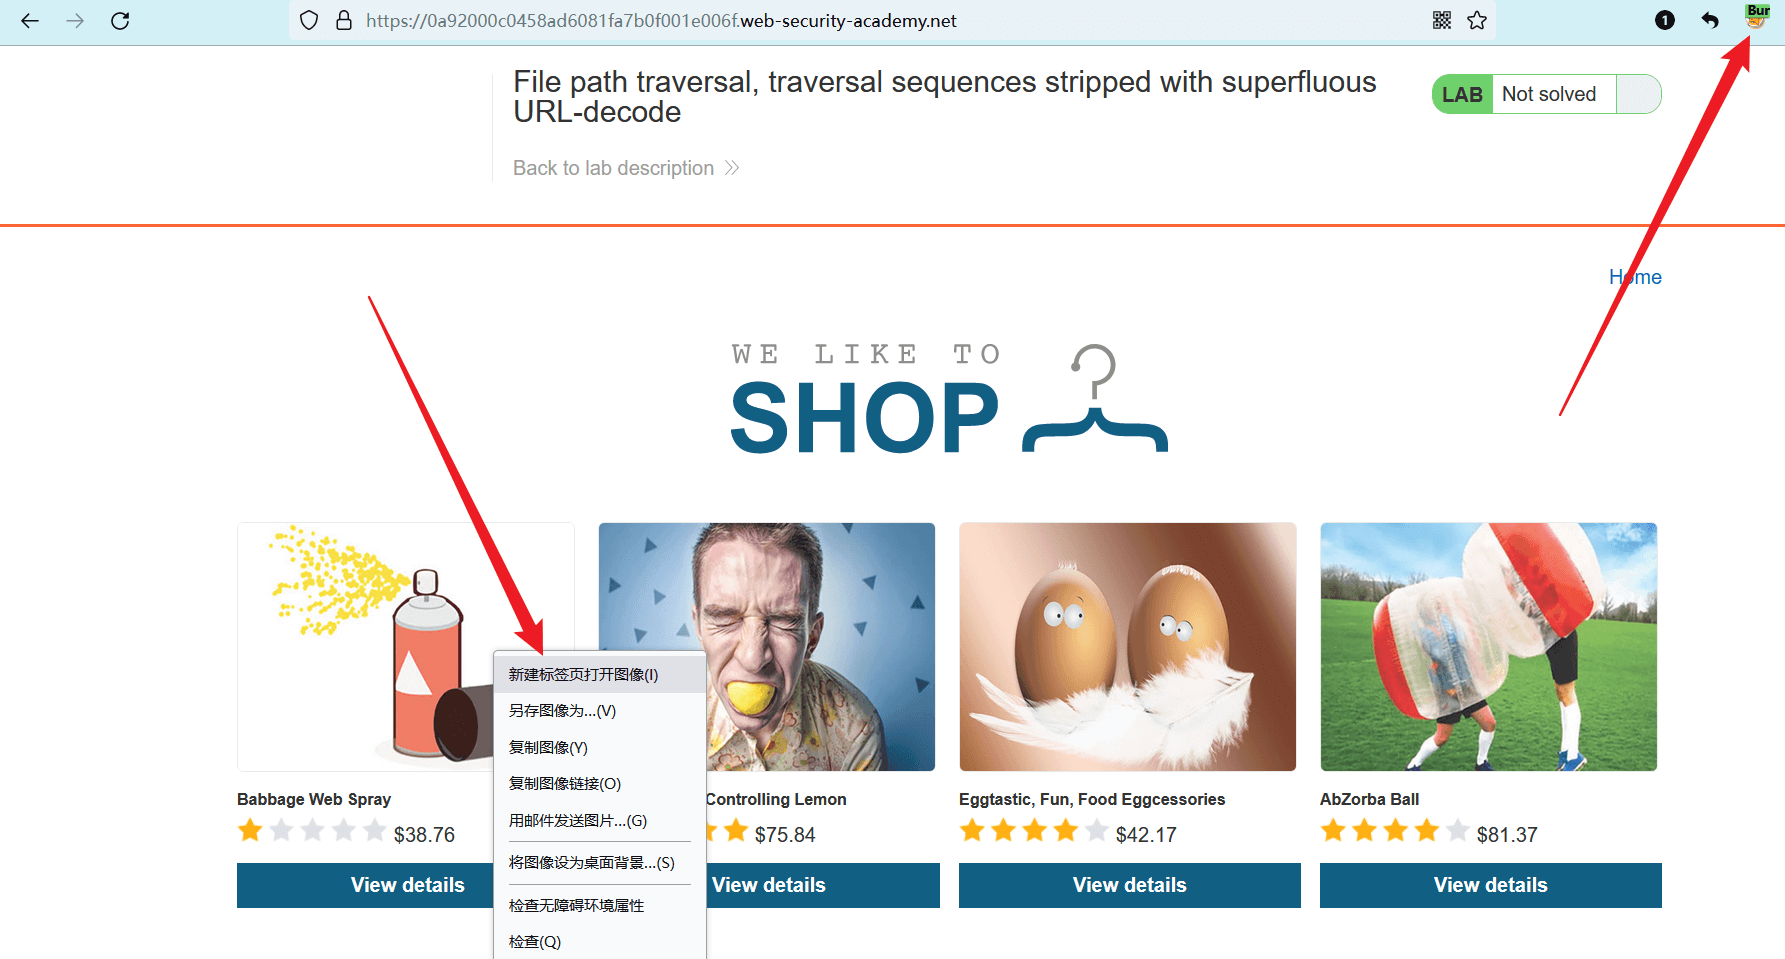 https://0a92000c0458ad6081fa7b0f001e006f.web-security-academy.net
1
Bur
File path traversal, traversal sequences stripped with superfluous
URL-decode
LAB Not solved
Back to lab description
Home
WE LIKE TO
SHOP
新建标签页打开图像(I)
另存图像为...(V)
复制图像(Y)
复制图像链接(O)
用邮件发送图片...(G)
将图像设为桌面背景...(S)
检查无障碍环境属性
检查(Q)
Babbage Web Spray
$38.76
View details
Controlling Lemon
$75.84
View details
Eggtastic, Fun, Food Eggcessories
$42.17
View details
AbZorba Ball
$81.37
View details